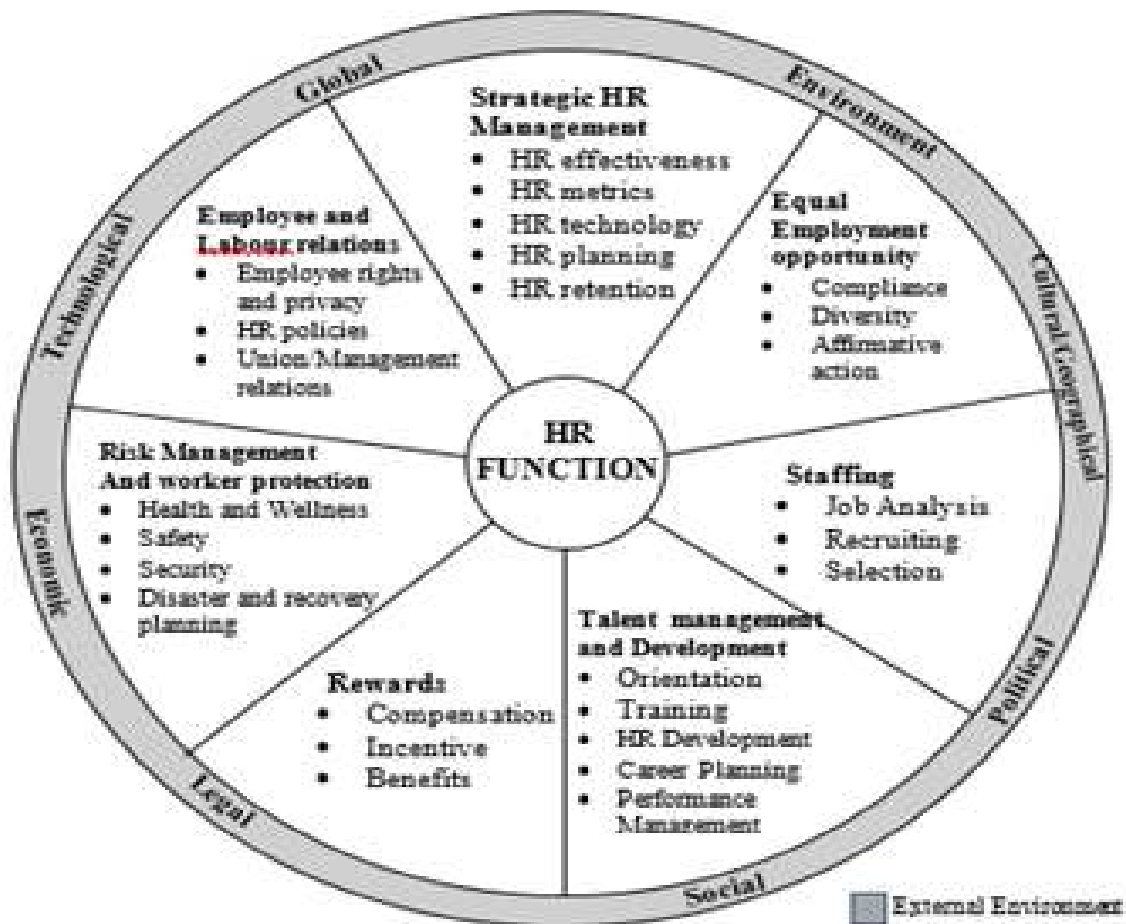 Global
Environment
Cultural Geographical
Political
Social
Legal
Economic
Technological
Strategic HR
Management
• HR effectiveness
• HR metrics
• HR technology
• HR planning
• HR retention
Equal
Employment
opportunity
• Compliance
• Diversity
• Affirmative
action
Staffing
• Job Analysis
• Recruiting
• Selection
Talent management
and Development
• Orientation
• Training
• HR Development
• Career Planning
• Performance
Management
Rewards
• Compensation
• Incentive
• Benefits
Risk Management
And worker protection
• Health and Wellness
• Safety
• Security
• Disaster and recovery
planning
Employee and
Labour relations
• Employee rights
and privacy
• HR policies
• Union/Management
relations
HR
FUNCTION
External Environment